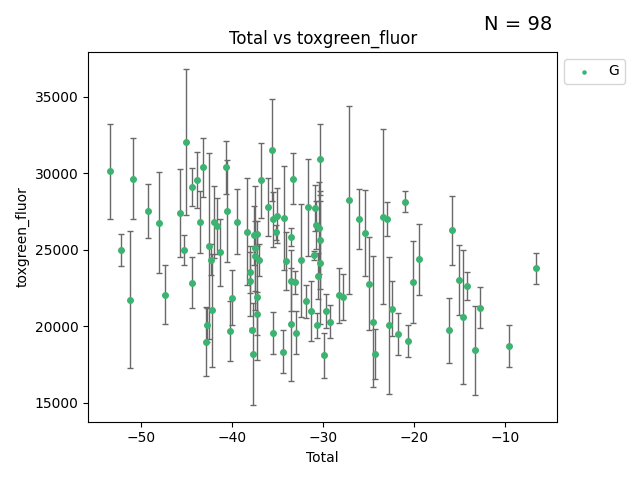 N = 98
Total vs toxgreen_fluor
G
toxgreen_fluor
35000
30000
25000
20000
15000
−50
−40
−30
−20
−10
Total